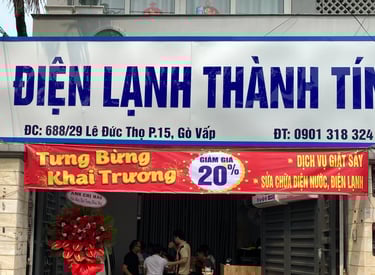 ĐIỆN LẠNH THÀNH TÍN
ĐC: 688/29 Lê Đức Thọ P.15, Gò Vấp
ĐT: 0901 318 324
Tưng Bừng
Khai Trương
GIẢM GIÁ
20%
• DỊCH VỤ GIẶT SẤY
• SỬA CHỮA ĐIỆN NƯỚC, ĐIỆN LẠNH